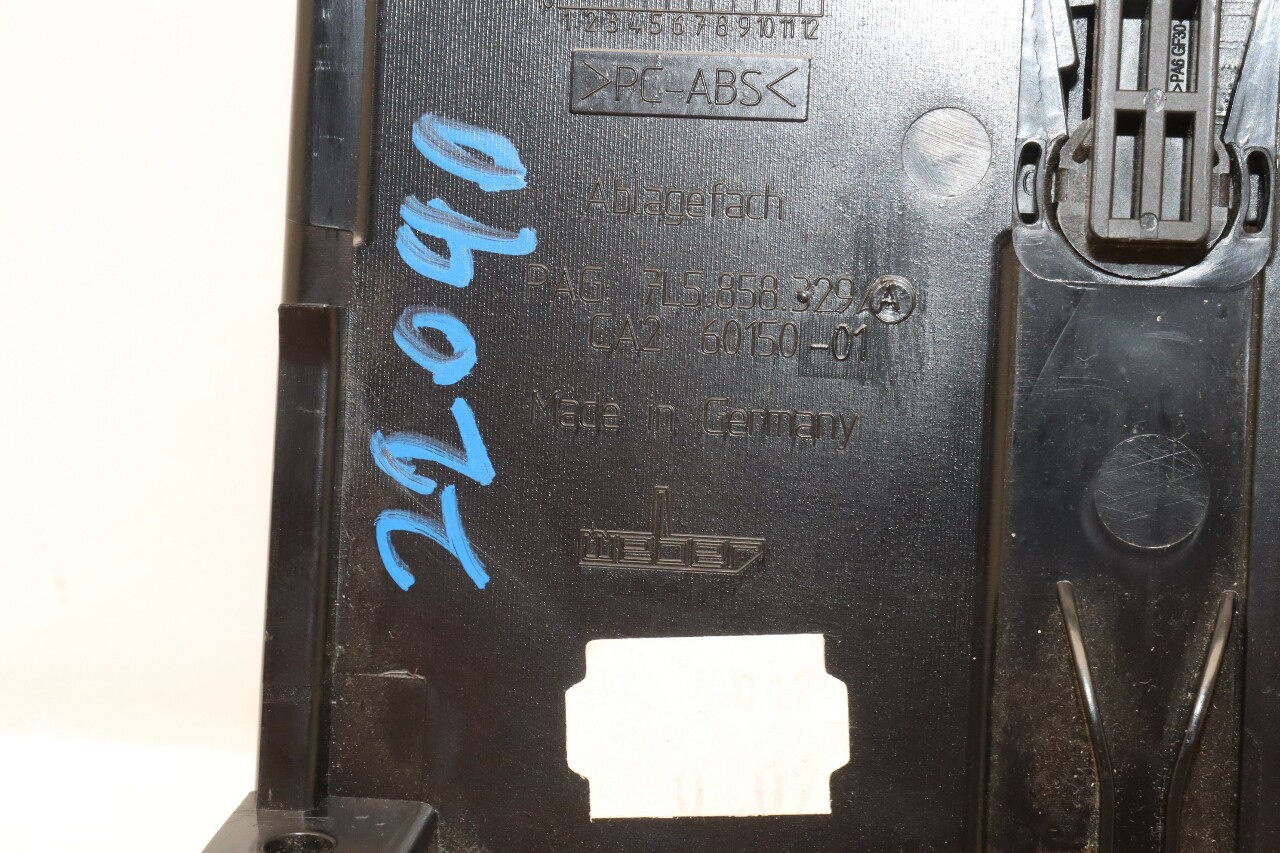 1 2 3 4 5 6 7 8 9 10 11 12
>PC-ABS<
>PA6 GF30
Ablagefach
PAG 7L5.858.329 A
CA2 60150-01
Made in Germany
weber
22040